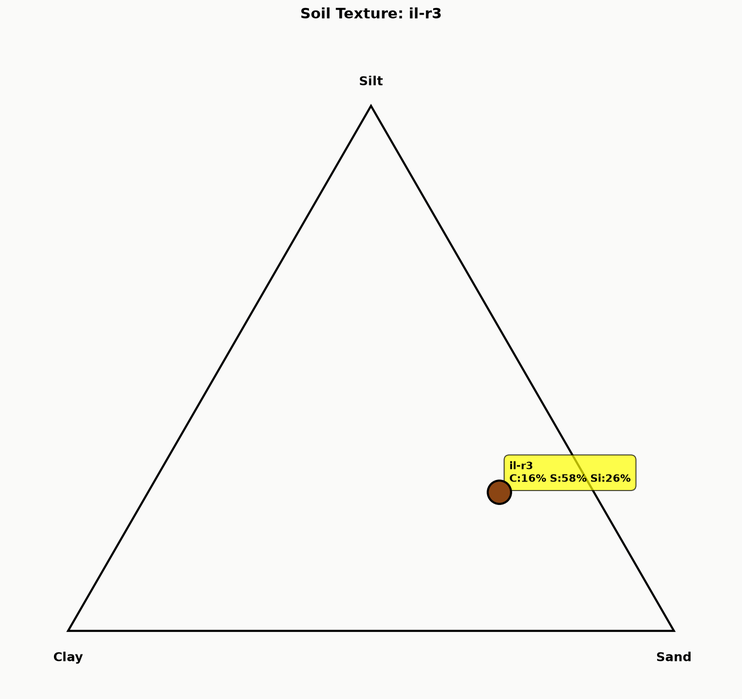 Soil Texture: il-r3
Silt
il-r3
C:16% S:58% Si:26%
Clay
Sand